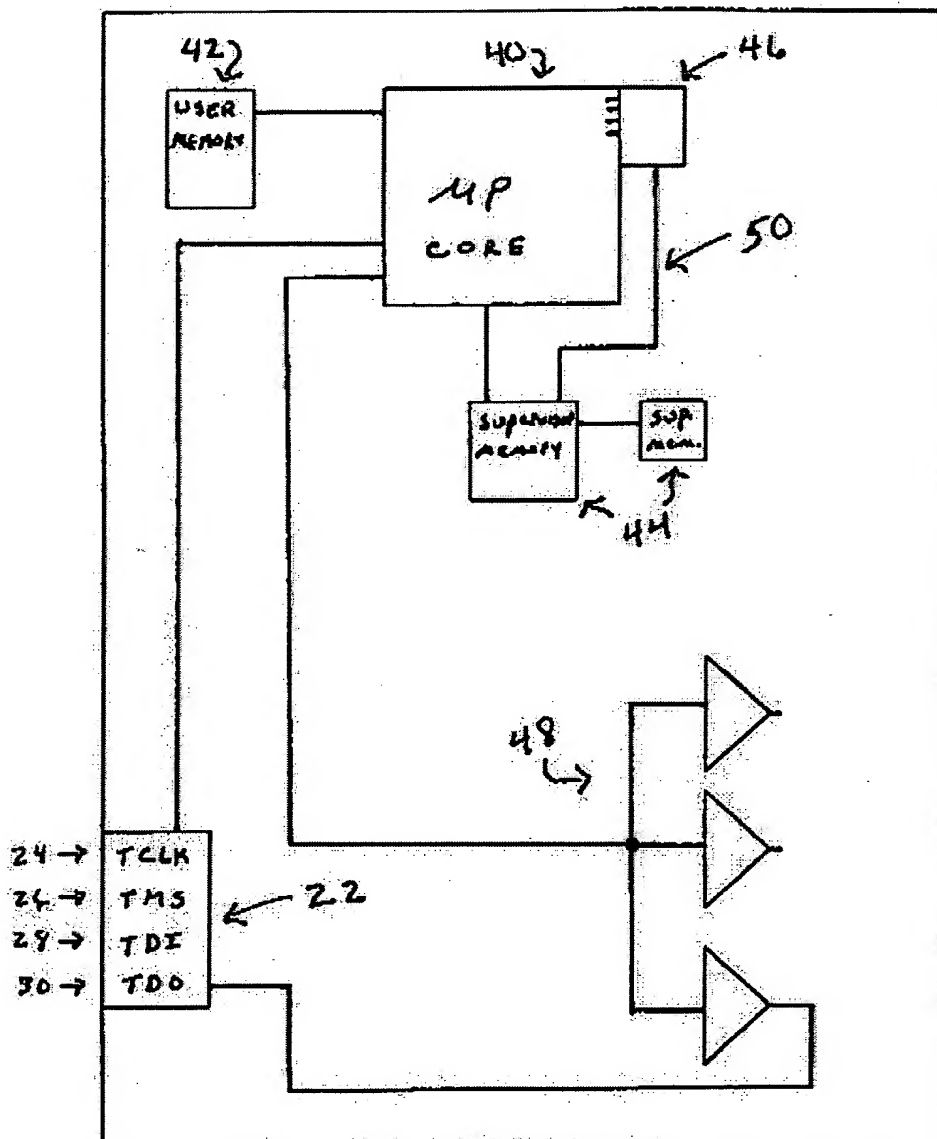 42
40
46
USER
MEMORY
μP
CORE
50
SUPERVISOR
MEMORY
SUP.
MEM.
44
48
24 → TCLK
26 → TMS
22
28 → TDI
30 → TDO